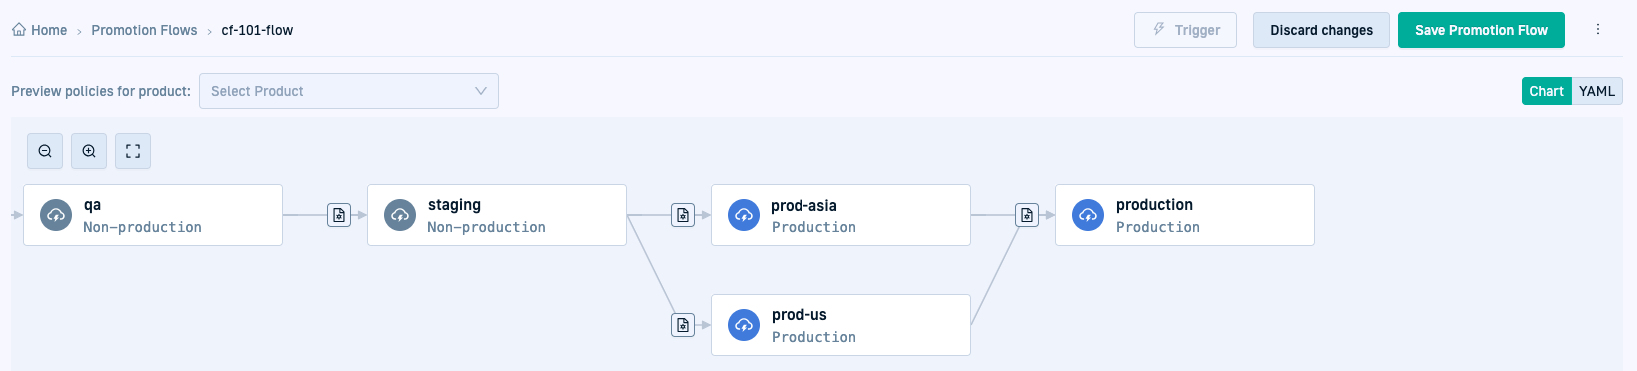 Home › Promotion Flows › cf-101-flow
Trigger
Discard changes
Save Promotion Flow
Preview policies for product:
Select Product
Chart
YAML
qa
Non-production
staging
Non-production
prod-asia
Production
production
Production
prod-us
Production